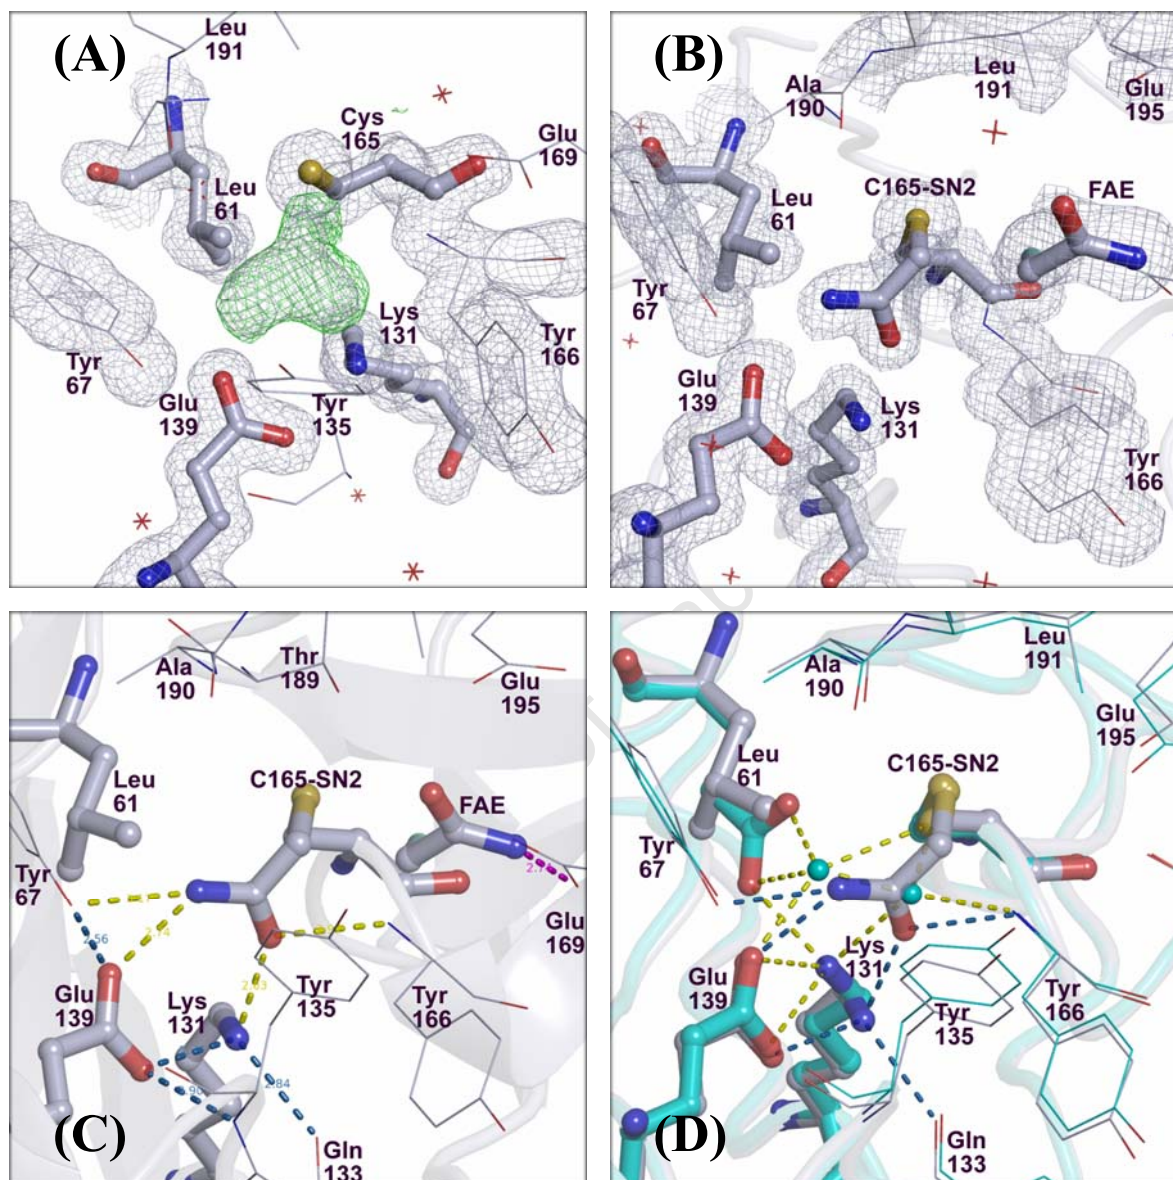 (A)
Leu
191
Cys
165
Glu
169
Leu
61
Lys
131
Tyr
67
Glu
139
Tyr
135
Tyr
166
(B)
Ala
190
Leu
191
Glu
195
C165-SN2
FAE
Leu
61
Tyr
67
Glu
139
Lys
131
Tyr
166
(C)
Ala
190
Thr
189
Glu
195
C165-SN2
FAE
Leu
61
Tyr
67
2.56
2.74
Glu
169
Glu
139
Lys
131
2.63
Tyr
135
Tyr
166
2.90
2.84
Gln
133
(D)
Ala
190
Leu
191
Glu
195
C165-SN2
Leu
61
Tyr
67
Lys
131
Glu
139
Tyr
135
Tyr
166
Gln
133